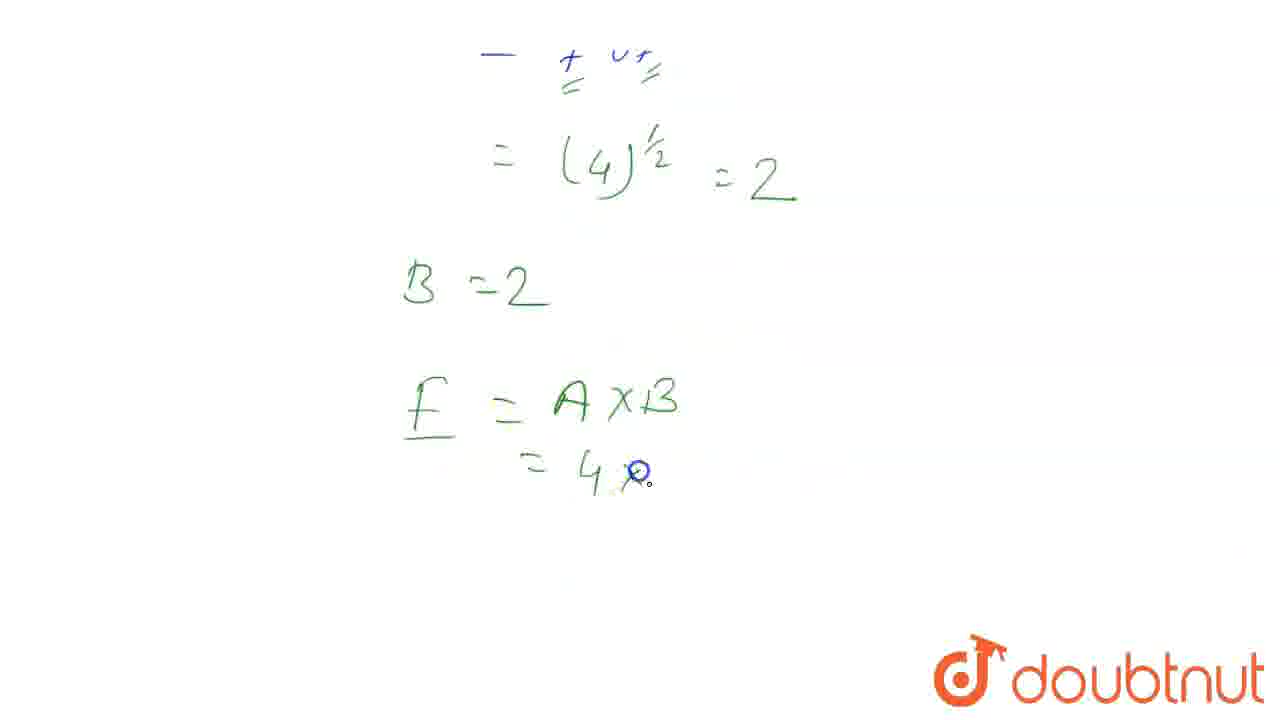 = (4)^{1/2} = 2
B = 2
F = A × B
= 4 ×
doubtnut